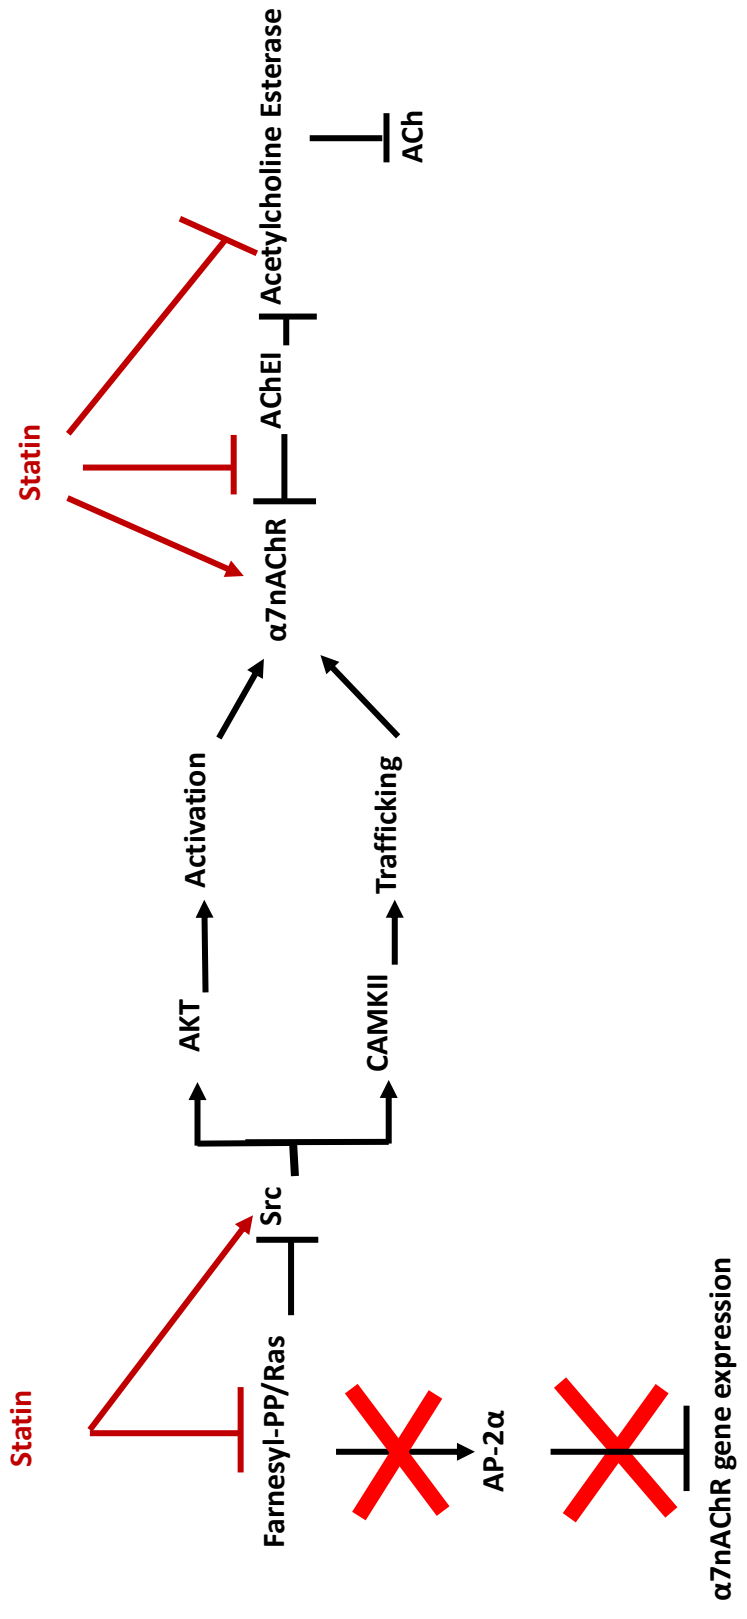 Statin
Statin
Farnesyl-PP/Ras
Src
AKT
Activation
CAMKII
Trafficking
α7nAChR
AChEI
Acetylcholine Esterase
ACh
AP-2α
α7nAChR gene expression